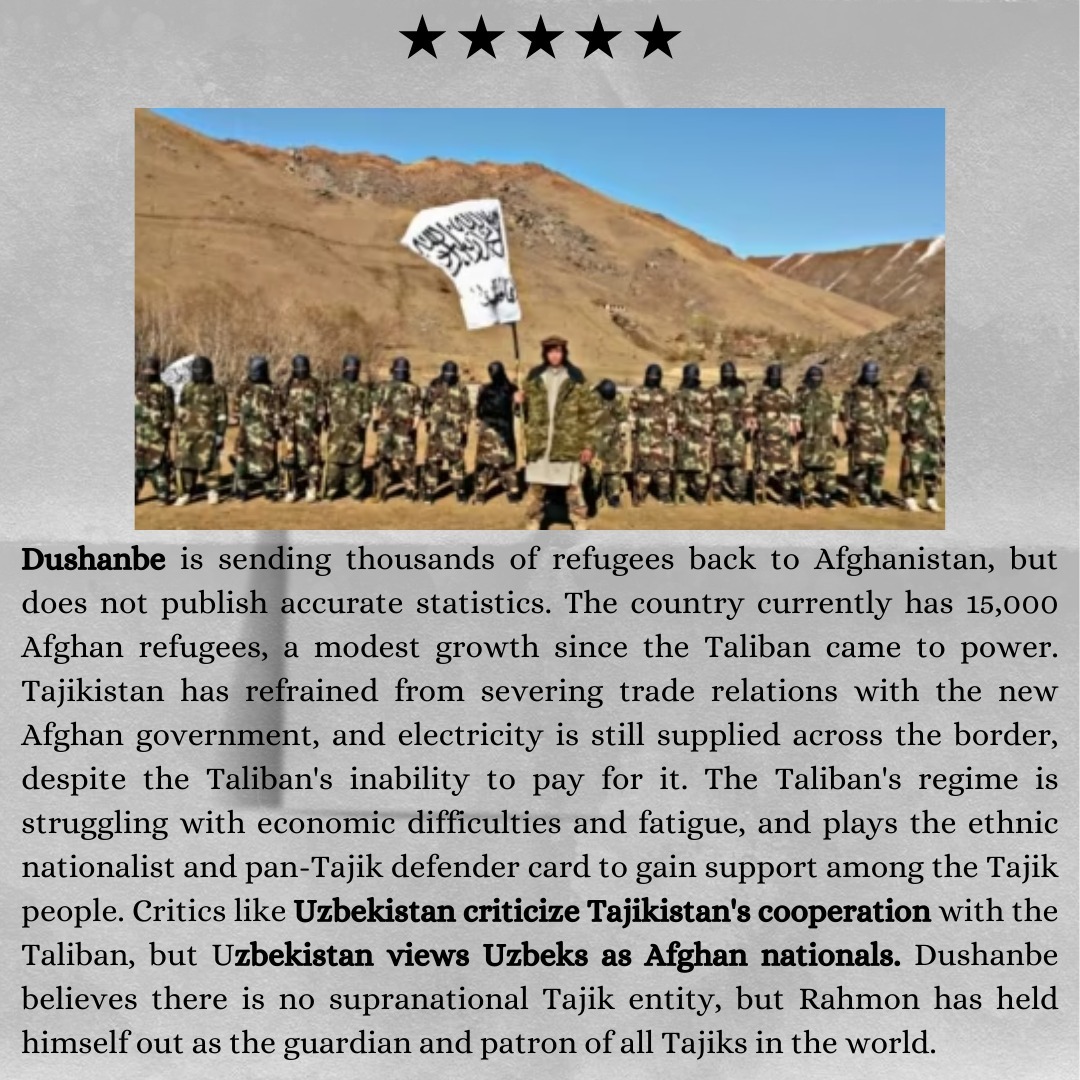 Dushanbe is sending thousands of refugees back to Afghanistan, but
does not publish accurate statistics. The country currently has 15,000
Afghan refugees, a modest growth since the Taliban came to power.
Tajikistan has refrained from severing trade relations with the new
Afghan government, and electricity is still supplied across the border,
despite the Taliban's inability to pay for it. The Taliban's regime is
struggling with economic difficulties and fatigue, and plays the ethnic
nationalist and pan-Tajik defender card to gain support among the Tajik
people. Critics like Uzbekistan criticize Tajikistan's cooperation with the
Taliban, but Uzbekistan views Uzbeks as Afghan nationals. Dushanbe
believes there is no supranational Tajik entity, but Rahmon has held
himself out as the guardian and patron of all Tajiks in the world.